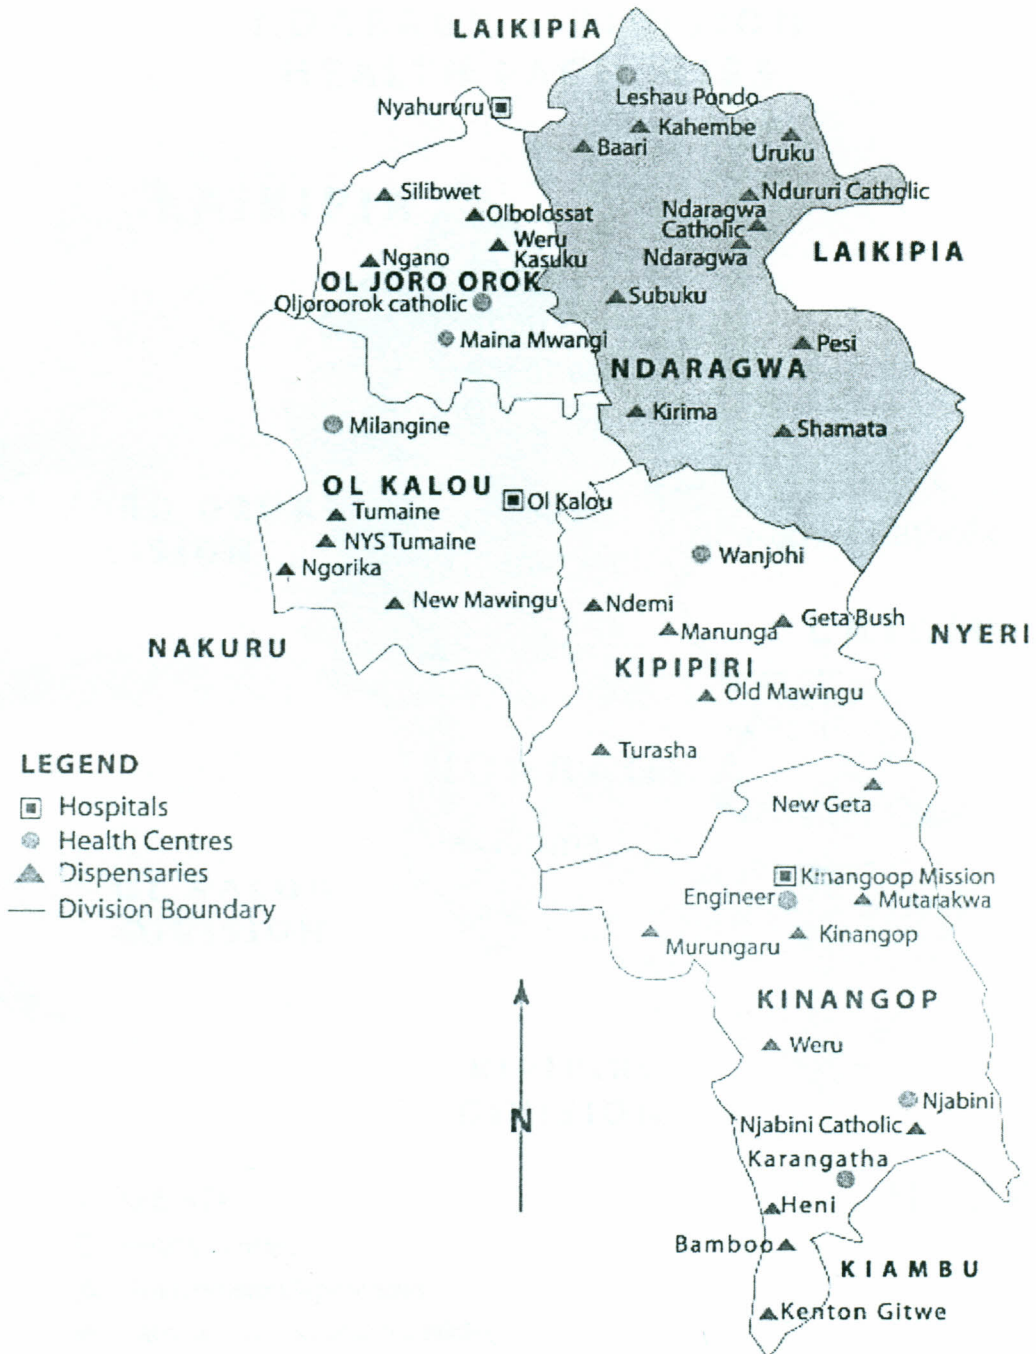 LAIKIPIA
Leshau Pondo
Nyahururu
Kahembe
Baari
Uruku
Silibwet
Ndururi Catholic
Olbolossat
Ndaragwa
Catholic
Weru
Kasuku
Ngano
Ndaragwa
LAIKIPIA
OL JORO OROK
Oljoroorok catholic
Subuku
Maina Mwangi
Pesi
NDARAGWA
Kirima
Milangine
Shamata
OL KALOU
Ol Kalou
Tumaine
NYS Tumaine
Wanjohi
Ngorika
New Mawingu
Ndemi
Geta Bush
Manunga
NYERI
NAKURU
KIPIPIRI
Old Mawingu
Turasha
LEGEND
Hospitals
Health Centres
Dispensaries
Division Boundary
New Geta
Kinangoop Mission
Engineer
Mutarakwa
Murungaru
Kinangop
KINANGOP
Weru
N
Njabini
Njabini Catholic
Karangatha
Heni
Bamboo
KIAMBU
Kenton Gitwe